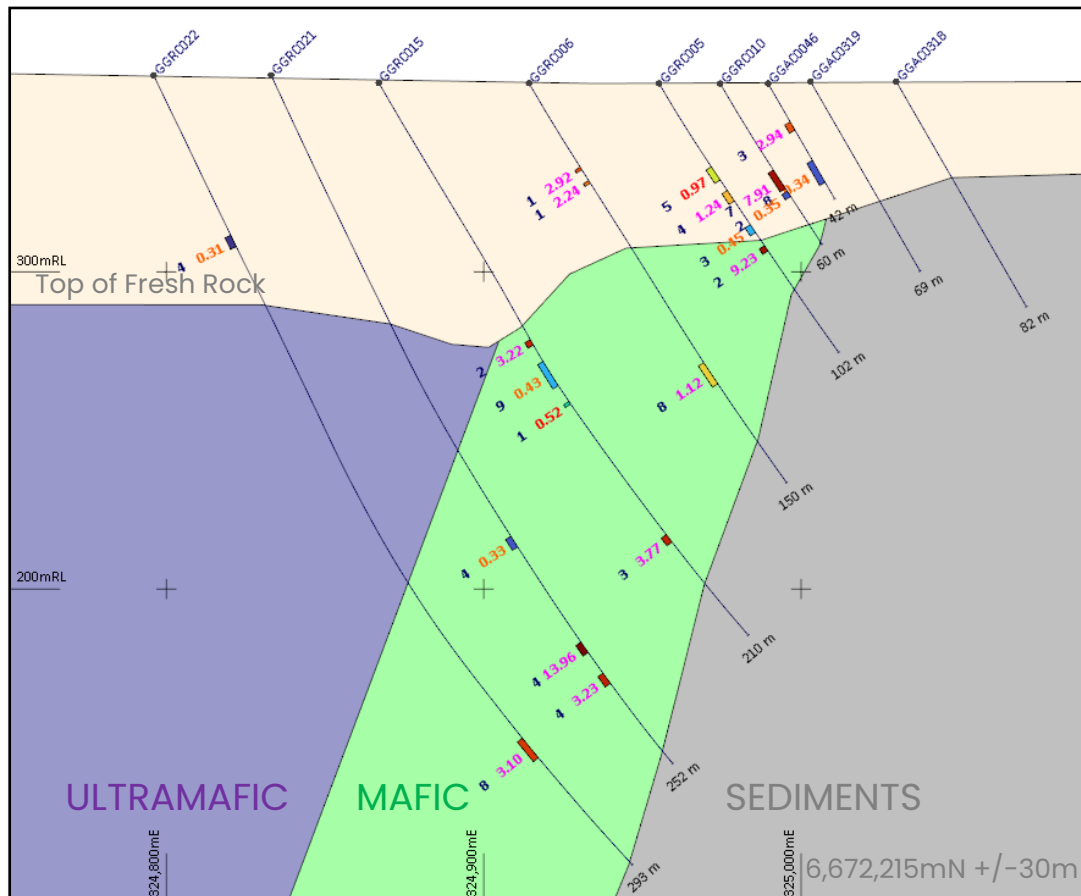 GGRC022
GGRC021
GGRC015
GGRC006
GGRC005
GGRC010
GGAC0046
GGAC0319
GGAC0318
3 2.94
1 2.92
1 2.24
5 0.97
4 1.24
7 7.91
8 0.34
2 0.35
3 0.45
2 9.23
4 0.31
42 m
60 m
69 m
82 m
300mRL
Top of Fresh Rock
102 m
2 3.22
9 0.43
1 0.52
8 1.12
150 m
4 0.33
3 3.77
200mRL
210 m
4 13.96
4 3.23
8 3.10
252 m
ULTRAMAFIC
MAFIC
SEDIMENTS
324,800mE
324,900mE
325,000mE
293 m
6,672,215mN +/-30m